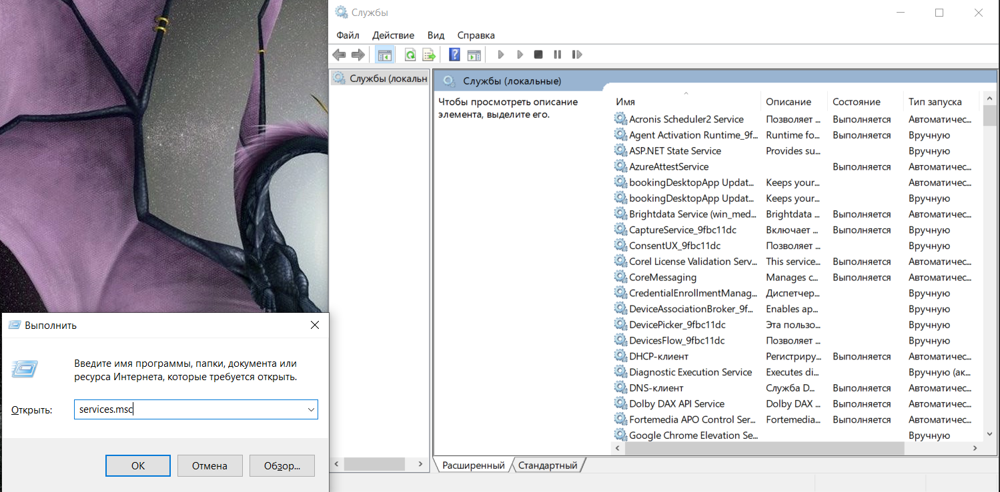 Службы
Файл Действие Вид Справка
Службы (локальн
Службы (локальные)
Чтобы просмотреть описание
элемента, выделите его.
Имя Описание Состояние Тип запуска
Acronis Scheduler2 Service Позволяет ... Выполняется Автоматичес...
Agent Activation Runtime_9f... Runtime fo... Выполняется Вручную
ASP.NET State Service Provides su... Вручную
AzureAttestService Выполняется Автоматичес...
bookingDesktopApp Updat... Keeps your... Автоматичес...
bookingDesktopApp Updat... Keeps your... Вручную
Brightdata Service (win_med... Brightdata ... Выполняется Автоматичес...
CaptureService_9fbc11dc Включает ... Выполняется Вручную
ConsentUX_9fbc11dc Позволяет ... Вручную
Corel License Validation Serv... This service... Выполняется Автоматичес...
CoreMessaging Manages c... Выполняется Автоматичес...
CredentialEnrollmentManag... Диспетчер... Вручную
DeviceAssociationBroker_9f... Enables ap... Вручную
DevicePicker_9fbc11dc Эта пользо... Вручную
DevicesFlow_9fbc11dc Позволяет ... Вручную
DHCP-клиент Регистриру... Выполняется Автоматичес...
Diagnostic Execution Service Executes di... Вручную (ак...
DNS-клиент Служба D... Выполняется Автоматичес...
Dolby DAX API Service Dolby DAX ... Выполняется Автоматичес...
Fortemedia APO Control Ser... Fortemedia... Выполняется Автоматичес...
Google Chrome Elevation Se... Вручную
Расширенный Стандартный
Выполнить
Введите имя программы, папки, документа или
ресурса Интернета, которые требуется открыть.
Открыть: services.msc
ОК Отмена Обзор...